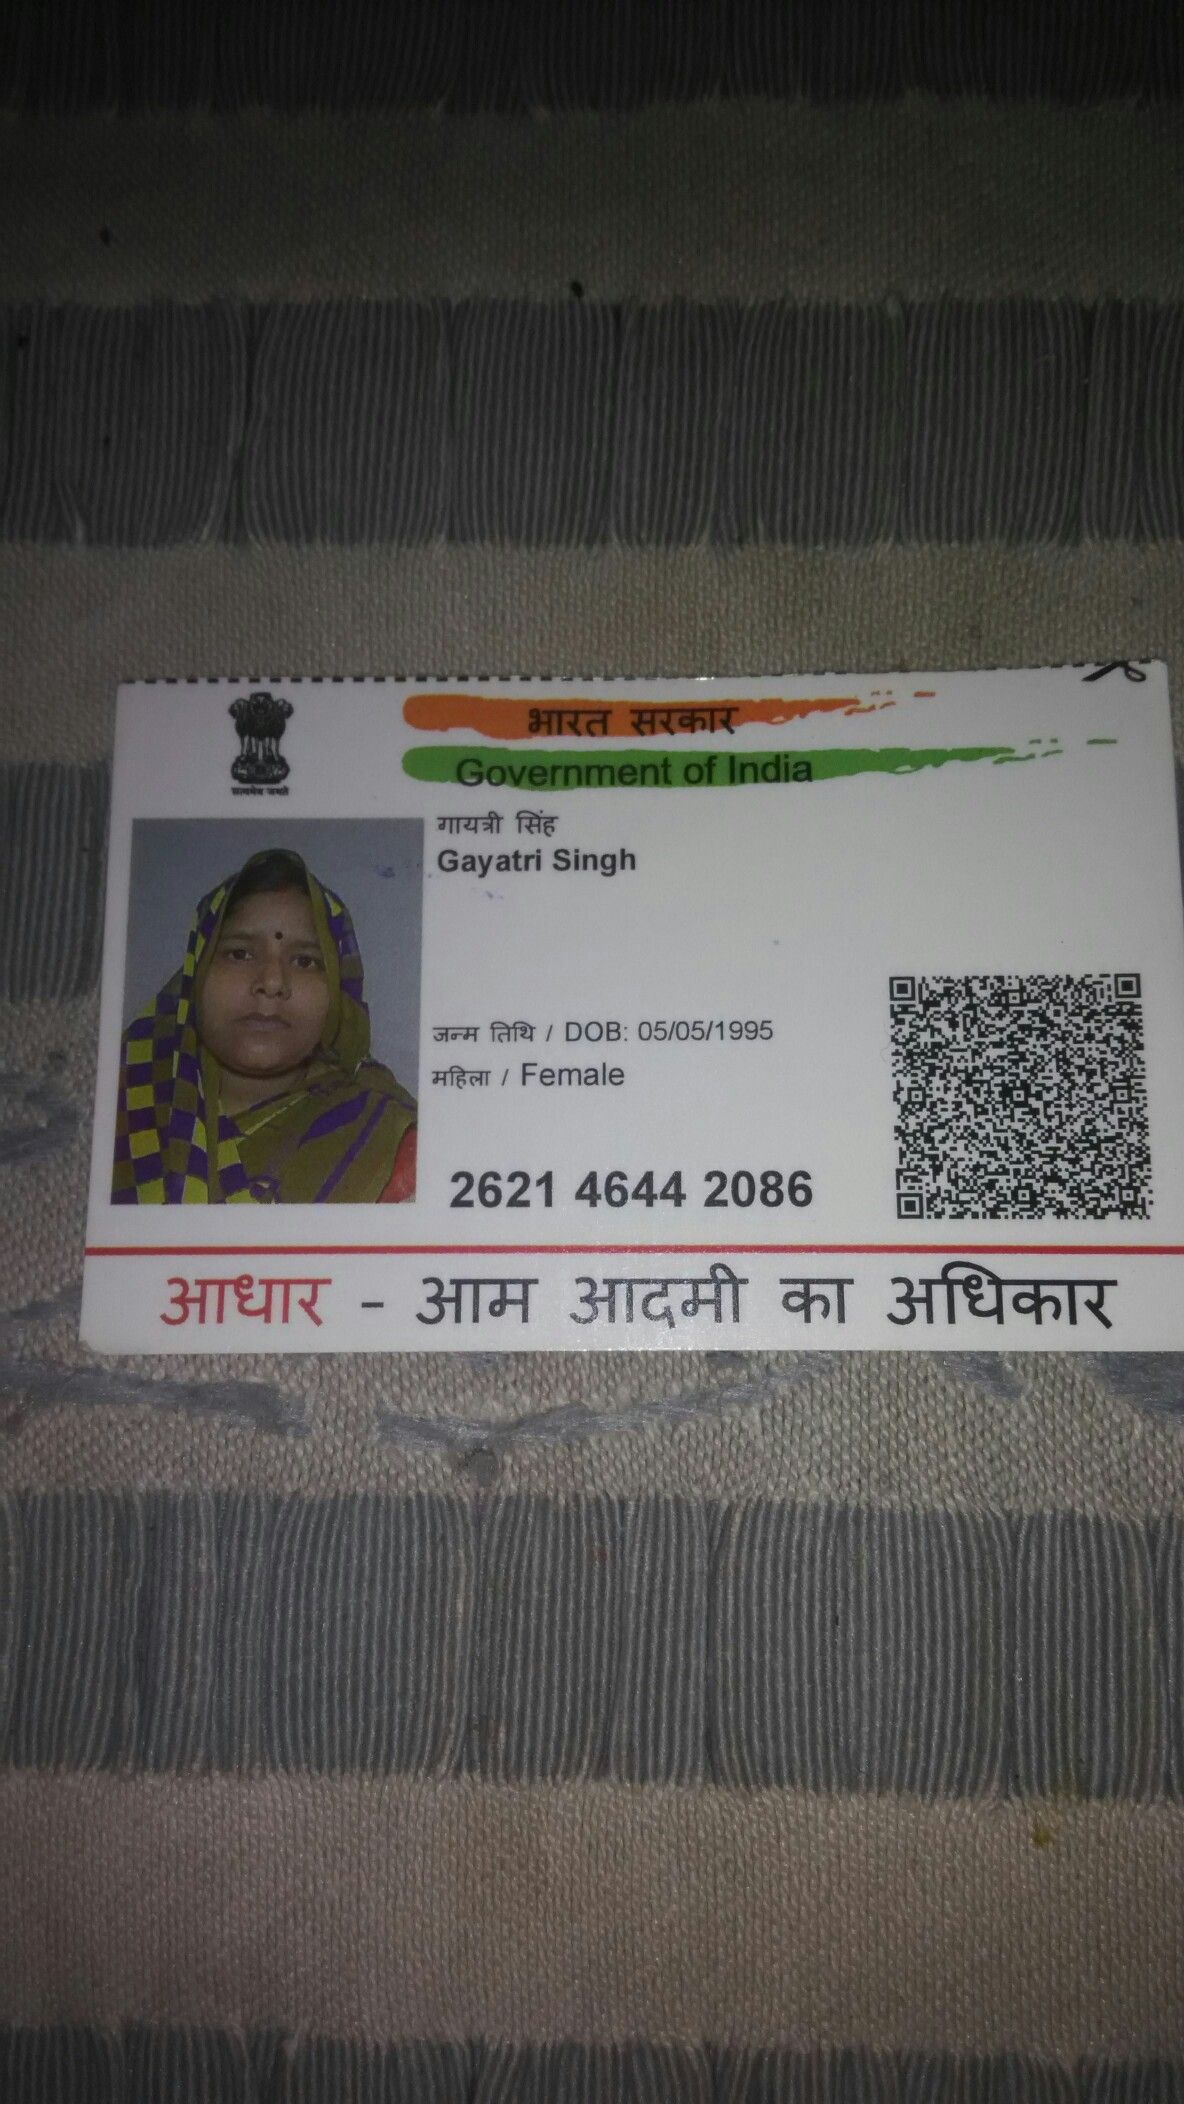 सत्यमेव जयते
भारत सरकार
Government of India
गायत्री सिंह
Gayatri Singh
जन्म तिथि / DOB: 05/05/1995
महिला / Female
2621 4644 2086
आधार - आम आदमी का अधिकार